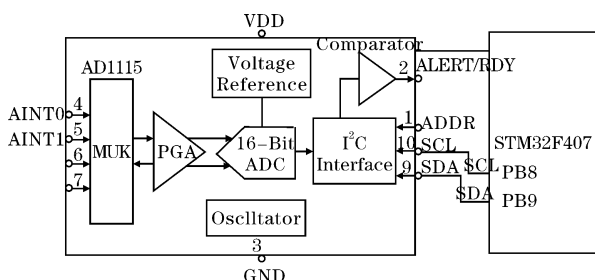 VDD
Comparator
Voltage
Reference
2
ALERT/RDY
AD1115
AINT0
4
AINT1
5
6
7
MUK
PGA
16-Bit
ADC
I²C
Interface
1
ADDR
10
SCL
9
SDA
SCL
SDA
STM32F407
PB8
PB9
Osclltator
3
GND